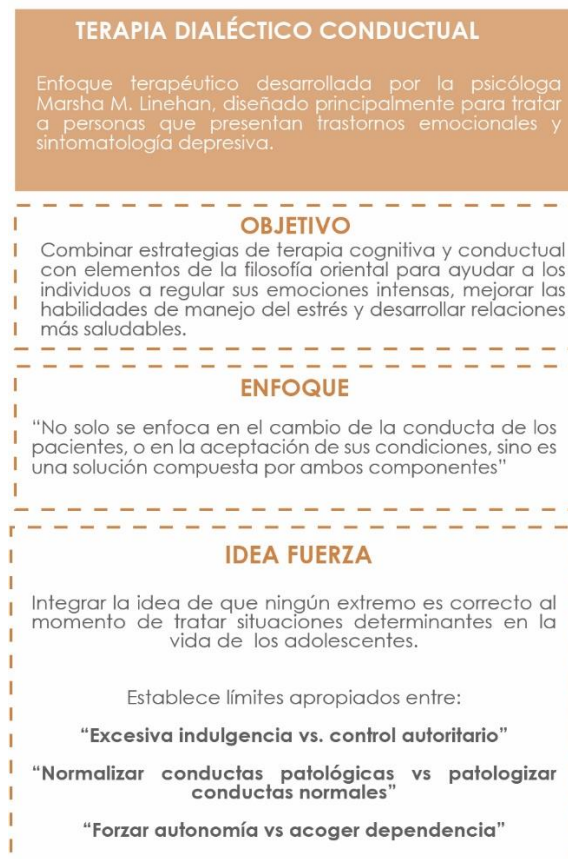 TERAPIA DIALÉCTICO CONDUCTUAL
Enfoque terapéutico desarrollada por la psicóloga
Marsha M. Linehan, diseñado principalmente para tratar
a personas que presentan trastornos emocionales y
sintomatología depresiva.
OBJETIVO
Combinar estrategias de terapia cognitiva y conductual
con elementos de la filosofía oriental para ayudar a los
individuos a regular sus emociones intensas, mejorar las
habilidades de manejo del estrés y desarrollar relaciones
más saludables.
ENFOQUE
“No solo se enfoca en el cambio de la conducta de los
pacientes, o en la aceptación de sus condiciones, sino es
una solución compuesta por ambos componentes”
IDEA FUERZA
Integrar la idea de que ningún extremo es correcto al
momento de tratar situaciones determinantes en la
vida de los adolescentes.
Establece límites apropiados entre:
“Excesiva indulgencia vs. control autoritario”
“Normalizar conductas patológicas vs patologizar
conductas normales”
“Forzar autonomía vs acoger dependencia”